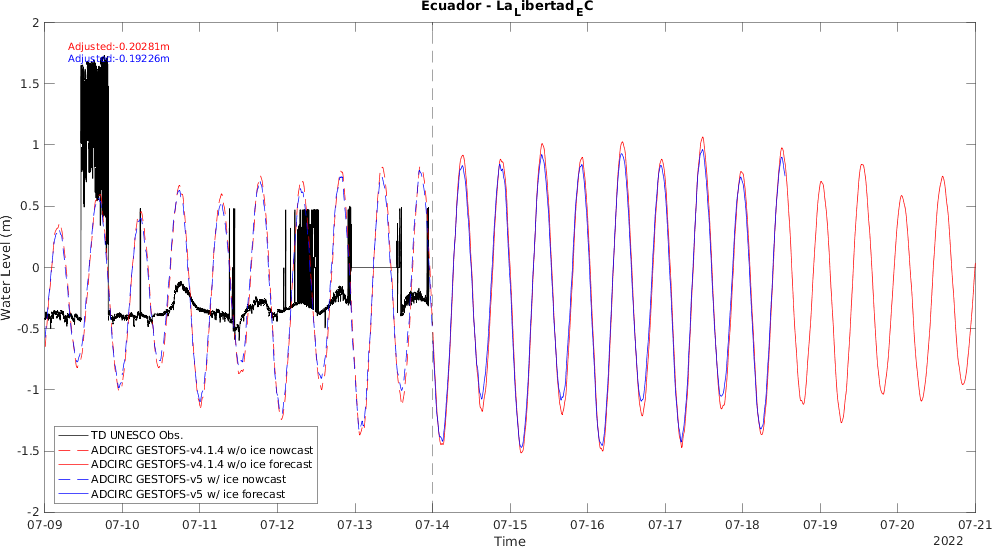 Ecuador - LaLibertadEC
Adjusted:-0.20281m
Adjusted:-0.19226m
Water Level (m)
2
1.5
1
0.5
0
-0.5
-1
-1.5
-2
TD UNESCO Obs.
ADCIRC GESTOFS-v4.1.4 w/o ice nowcast
ADCIRC GESTOFS-v4.1.4 w/o ice forecast
ADCIRC GESTOFS-v5 w/ ice nowcast
ADCIRC GESTOFS-v5 w/ ice forecast
07-09 07-10 07-11 07-12 07-13 07-14 07-15 07-16 07-17 07-18 07-19 07-20 07-21
Time
2022